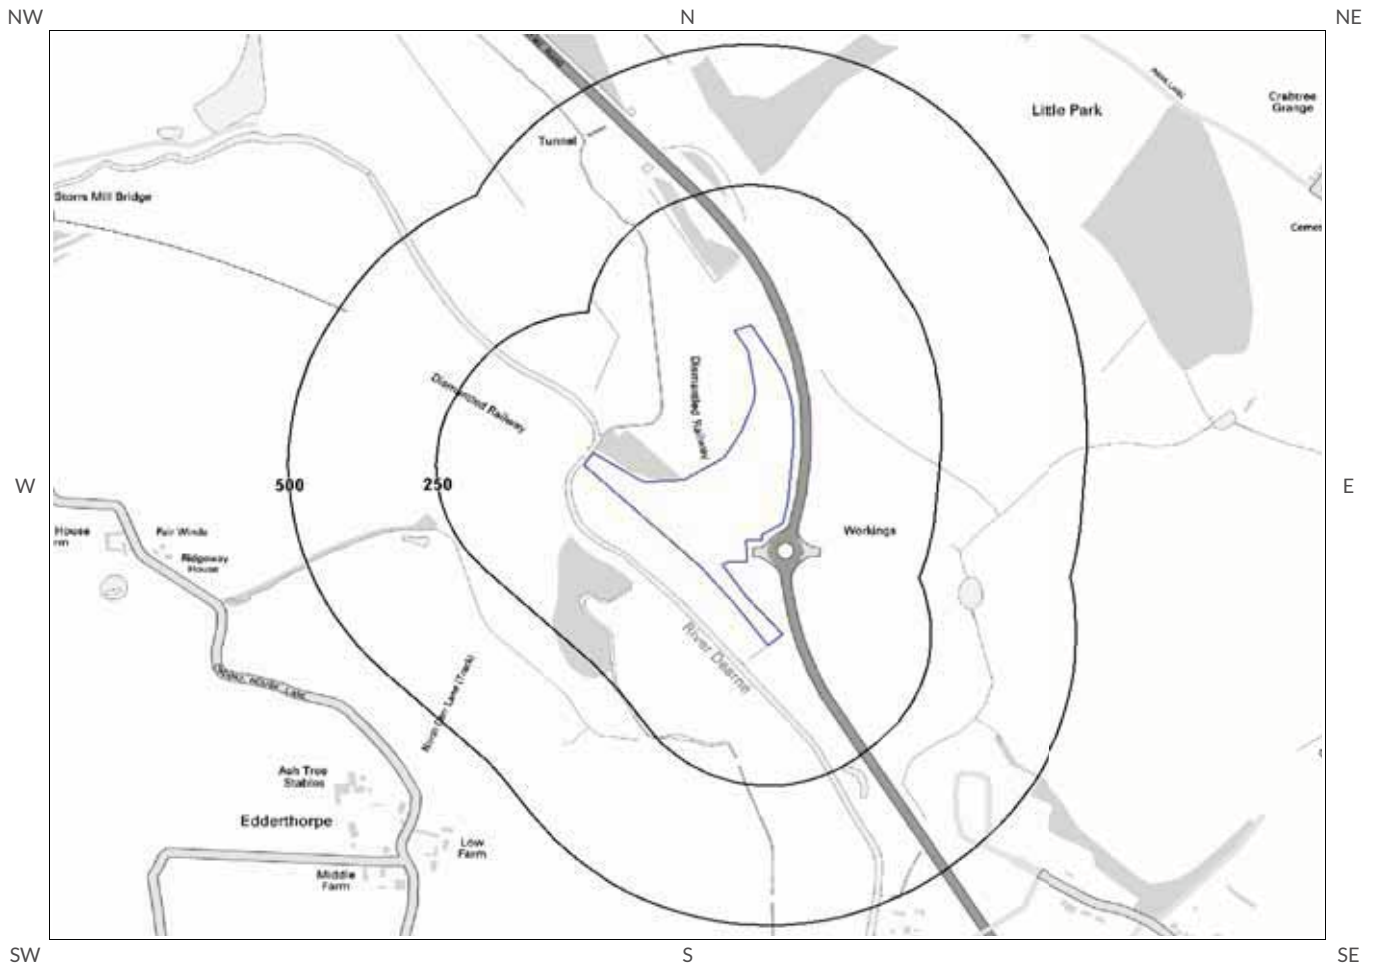 NW
N
NE
Little Park
Crabtree
Grange
Tunnel
Storrs Mill Bridge
Dismantled Railway
Dismantled Railway
W
500
250
E
House
Fair Winds
Ridgeway
House
Workings
River Dearne
Ash Tree
Stables
Edderthorpe
Low
Farm
Middle
Farm
SW
S
SE